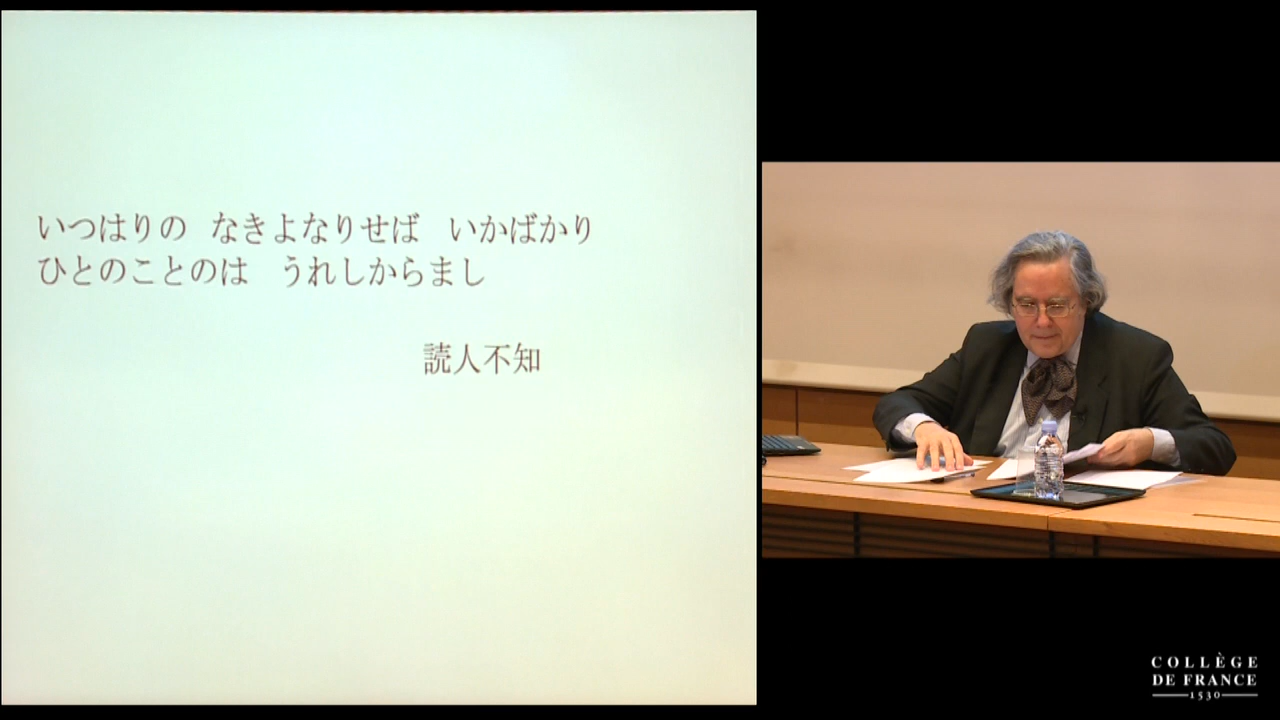 いつはりの　なきよなりせば　いかばかり
ひとのことのは　うれしからまし
読人不知
COLLÈGE
DE FRANCE
1530